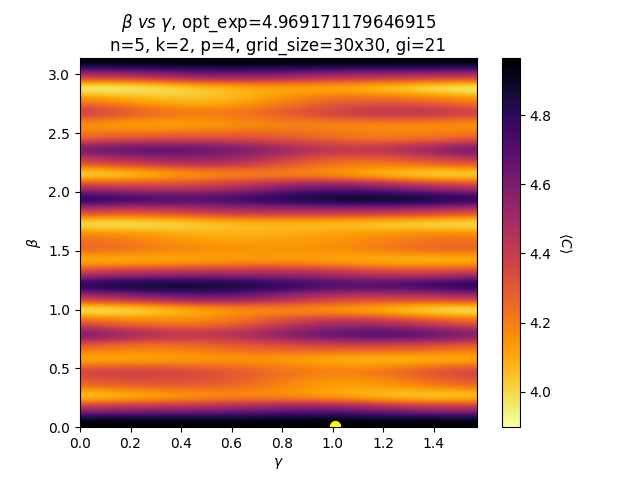 β vs γ, opt_exp=4.969171179646915
n=5, k=2, p=4, grid_size=30x30, gi=21
3.0
2.5
2.0
1.5
1.0
0.5
0.0
β
0.0 0.2 0.4 0.6 0.8 1.0 1.2 1.4
γ
4.8
4.6
4.4
4.2
4.0
⟨C⟩